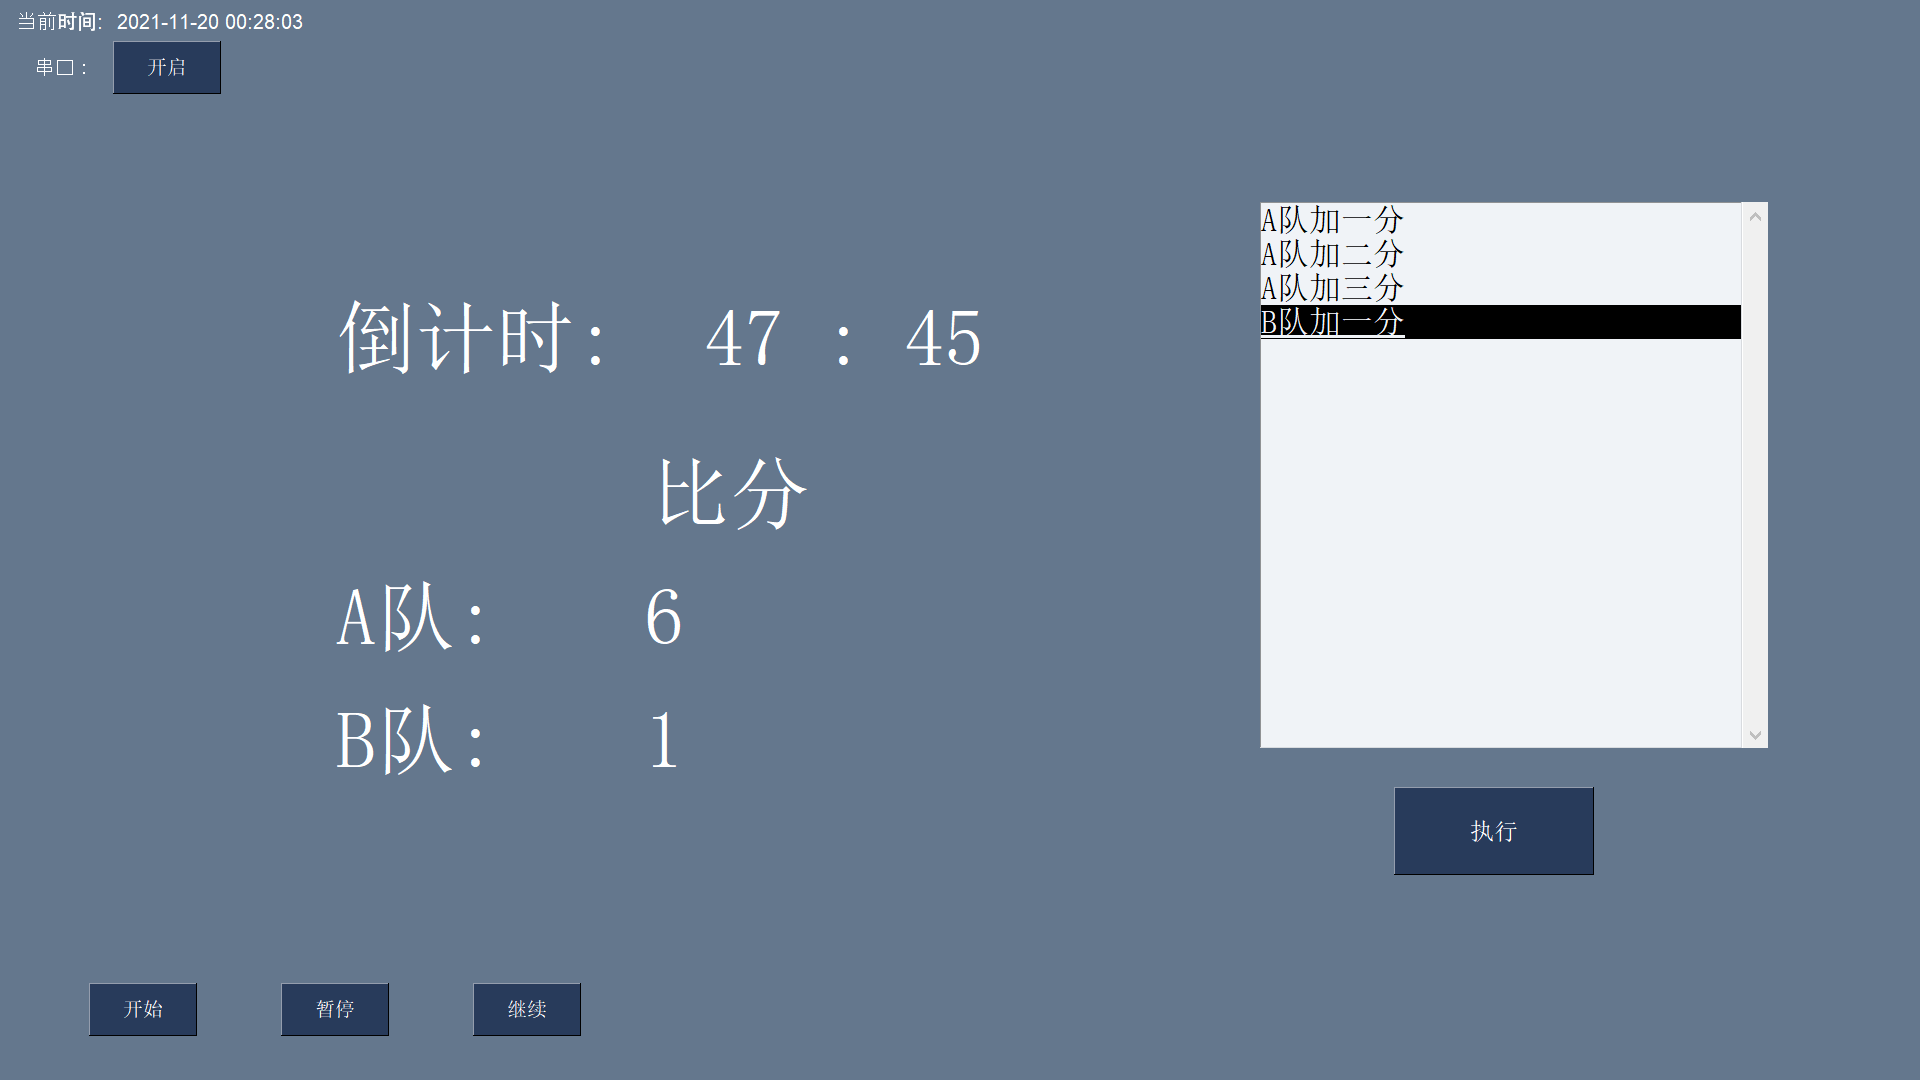 当前时间: 2021-11-20 00:28:03
串口： 开启
倒计时: 47 : 45
比分
A队: 6
B队: 1
A队加一分
A队加二分
A队加三分
B队加一分
执行
开始 暂停 继续